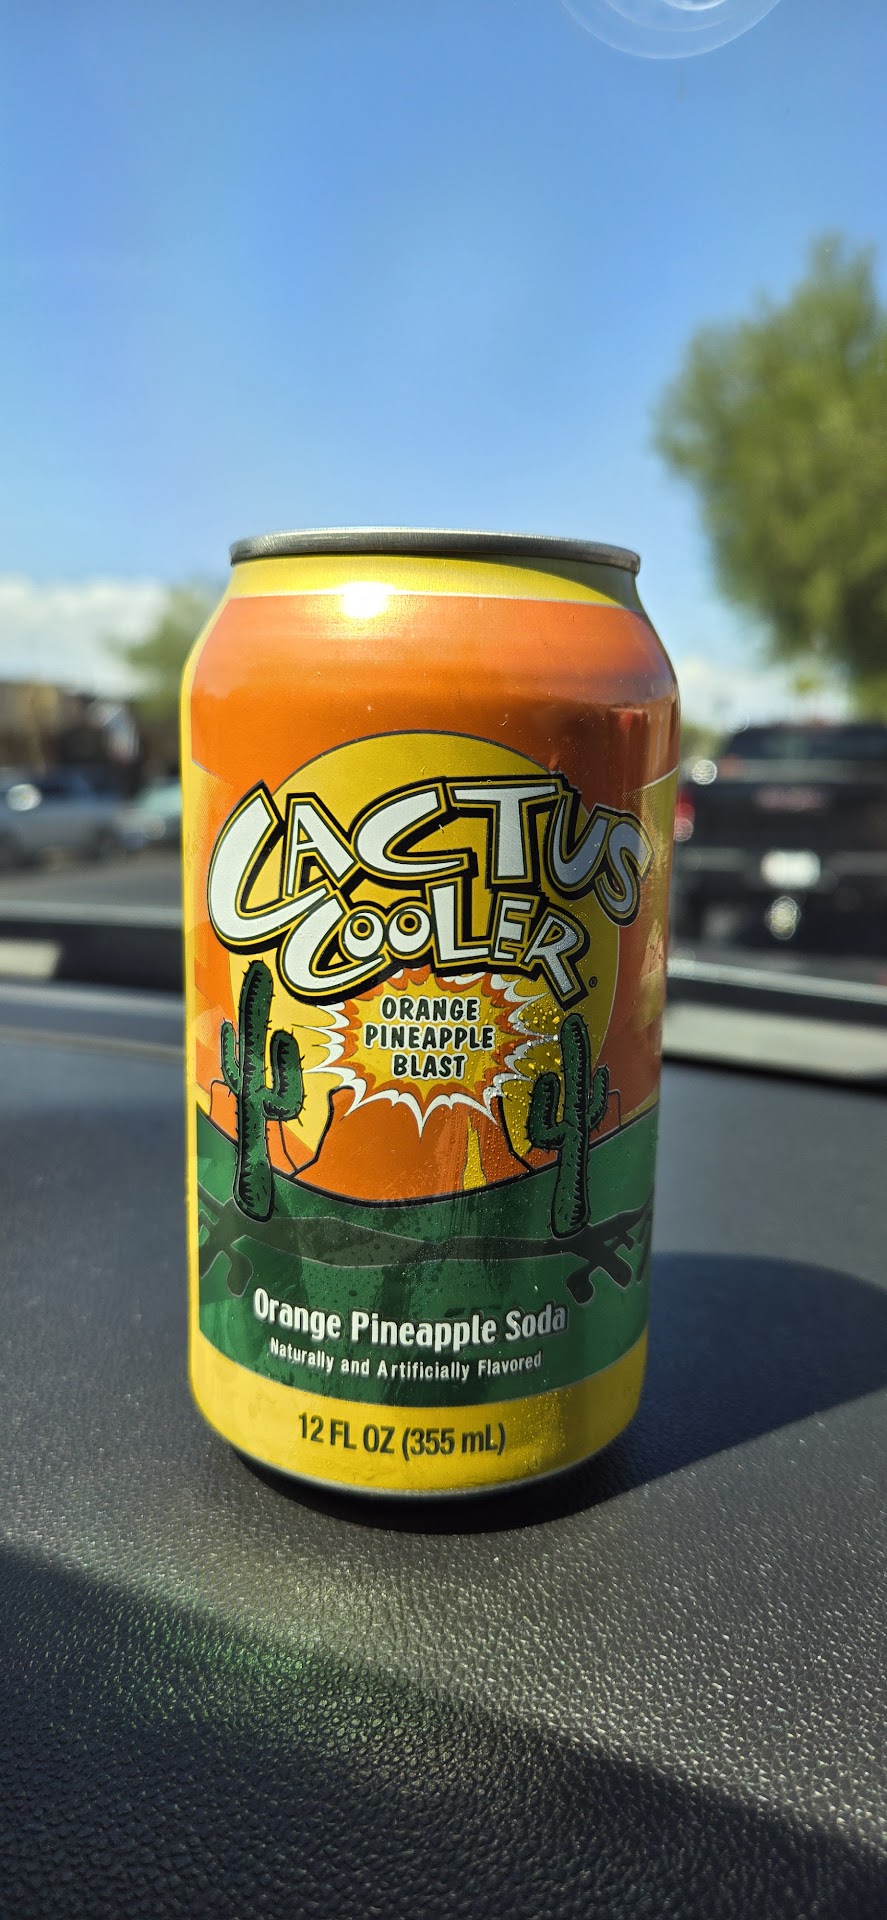 CACTUS
COOLER®
ORANGE
PINEAPPLE
BLAST
Orange Pineapple Soda
Naturally and Artificially Flavored
12 FL OZ (355 mL)